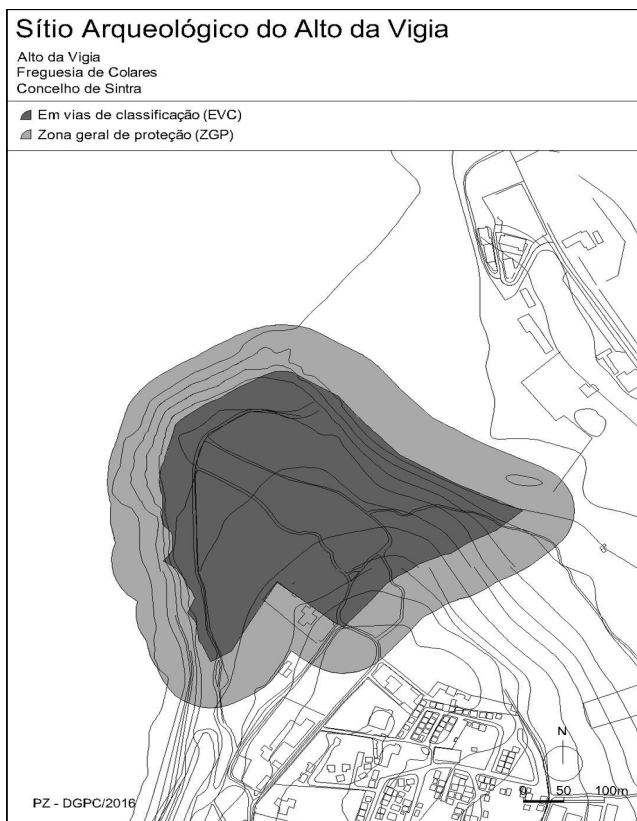 Sítio Arqueológico do Alto da Vigia
Alto da Vigia
Freguesia de Colares
Concelho de Sintra
Em vias de classificação (EVC)
Zona geral de proteção (ZGP)
N
0 50 100m
PZ - DGPC/2016